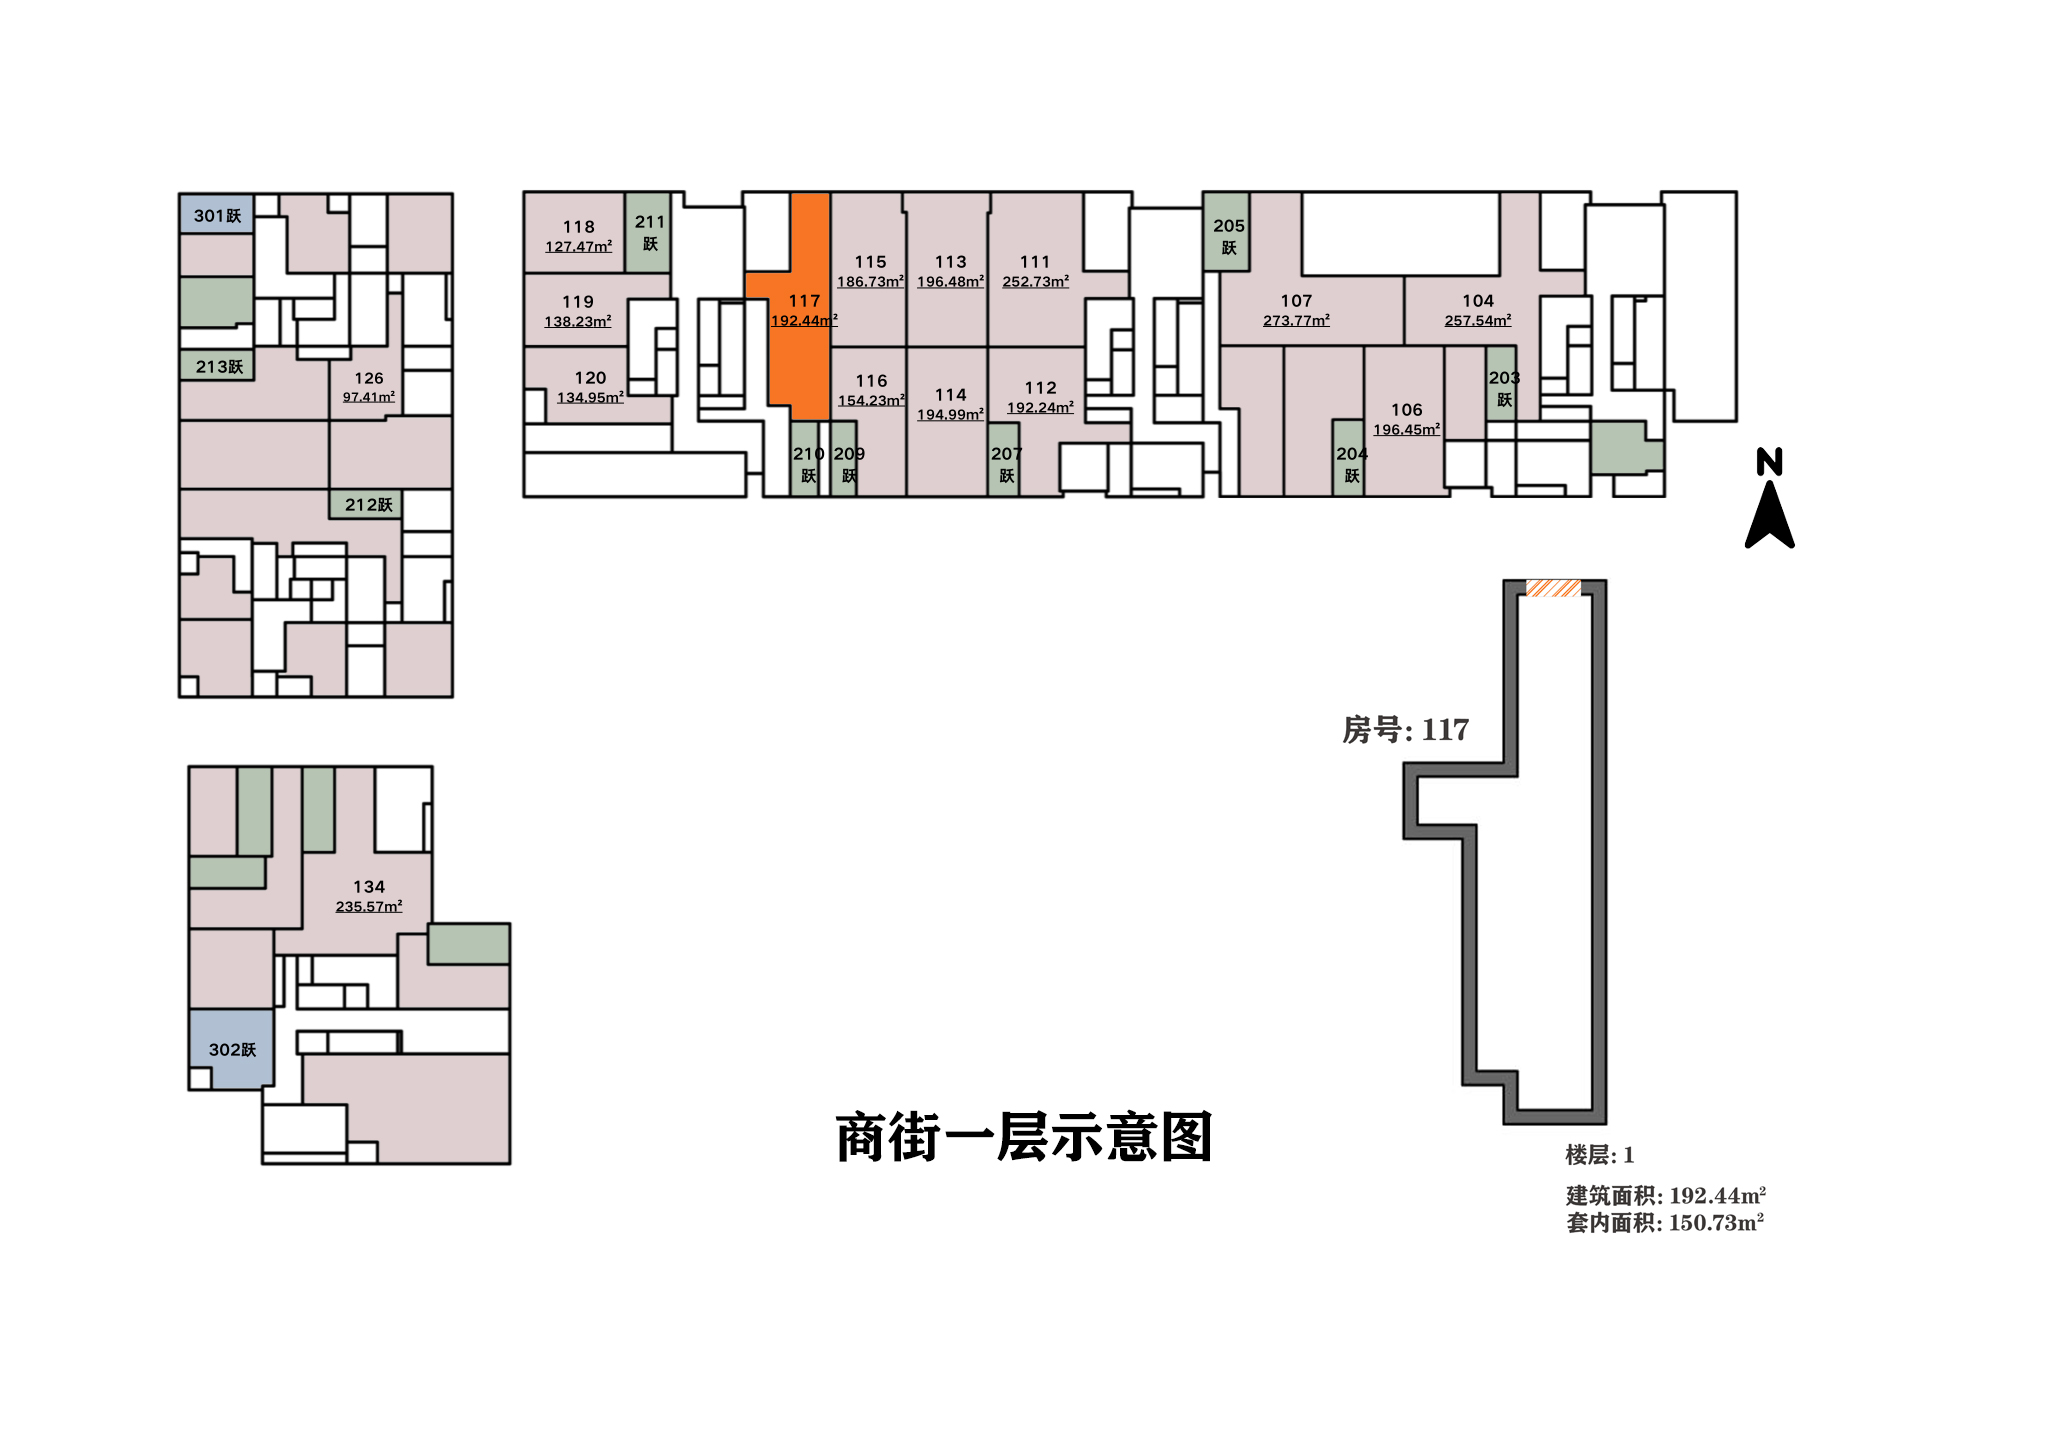 301跃
213跃
126
97.41m²
212跃
118
127.47m²
211
跃
119
138.23m²
120
134.95m²
117
192.44m²
115
186.73m²
113
196.48m²
111
252.73m²
116
154.23m²
114
194.99m²
112
192.24m²
210
跃
209
跃
207
跃
205
跃
107
273.77m²
104
257.54m²
203
跃
106
196.45m²
204
跃
N
房号: 117
134
235.57m²
302跃
商街一层示意图
楼层: 1
建筑面积: 192.44m²
套内面积: 150.73m²